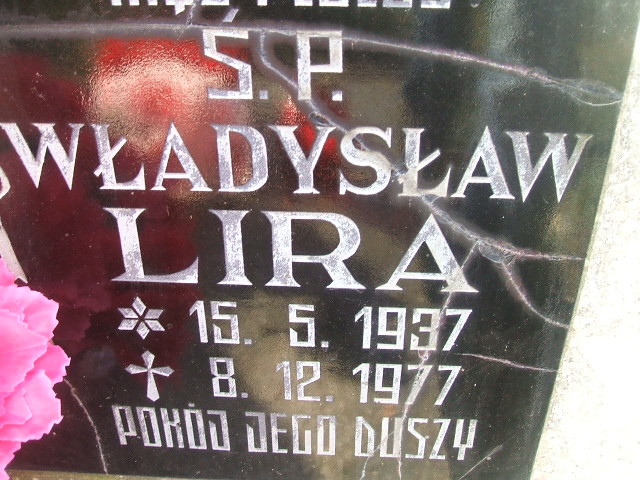 Ś.P.
WŁADYSŁAW
LIRA
15. 5. 1937
8. 12. 1977
POKÓJ JEGO DUSZY